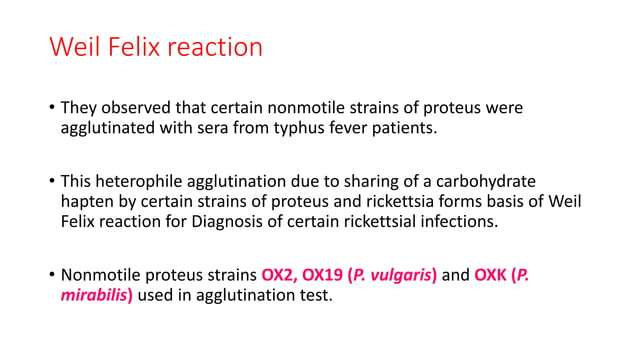 Weil Felix reaction
• They observed that certain nonmotile strains of proteus were
agglutinated with sera from typhus fever patients.
• This heterophile agglutination due to sharing of a carbohydrate
hapten by certain strains of proteus and rickettsia forms basis of Weil
Felix reaction for Diagnosis of certain rickettsial infections.
• Nonmotile proteus strains OX2, OX19 (P. vulgaris) and OXK (P.
mirabilis) used in agglutination test.